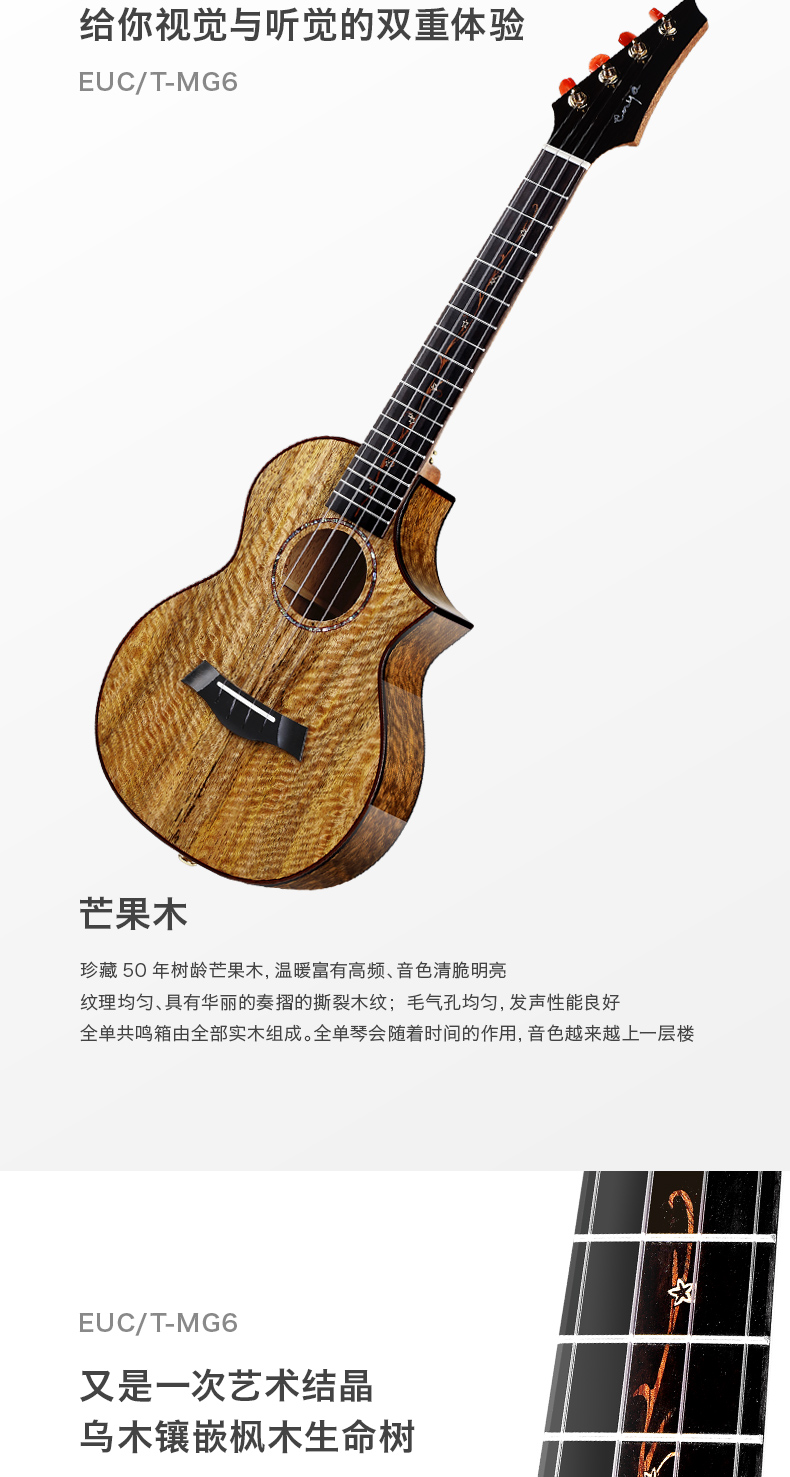 给你视觉与听觉的双重体验
EUC/T-MG6
enya
芒果木
珍藏 50 年树龄芒果木, 温暖富有高频、音色清脆明亮
纹理均匀、具有华丽的奏摺的撕裂木纹; 毛气孔均匀, 发声性能良好
全单共鸣箱由全部实木组成。全单琴会随着时间的作用, 音色越来越上一层楼
EUC/T-MG6
又是一次艺术结晶
乌木镶嵌枫木生命树